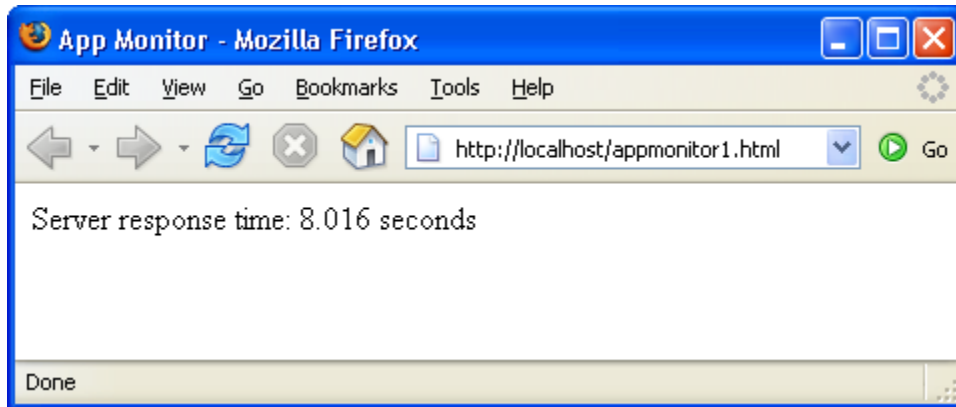 App Monitor - Mozilla Firefox
File Edit View Go Bookmarks Tools Help
http://localhost/appmonitor1.html Go
Server response time: 8.016 seconds
Done